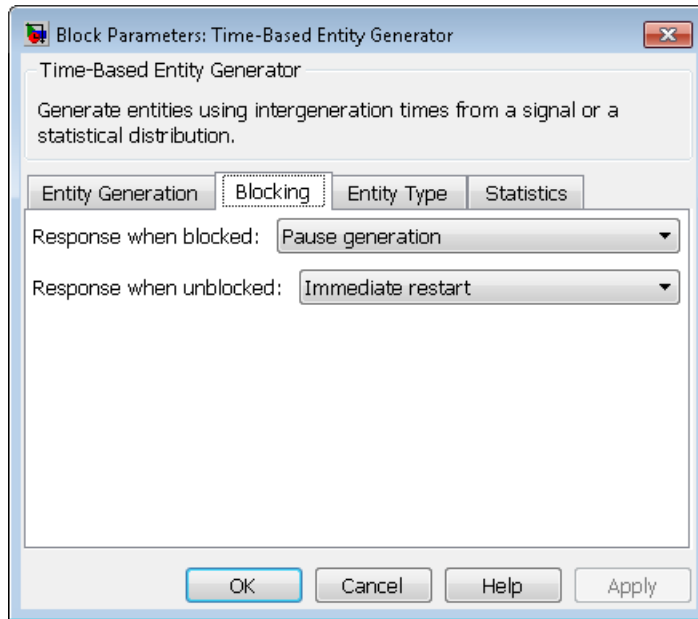 Block Parameters: Time-Based Entity Generator
Time-Based Entity Generator
Generate entities using intergeneration times from a signal or a
statistical distribution.
Entity Generation Blocking Entity Type Statistics
Response when blocked: Pause generation
Response when unblocked: Immediate restart
OK Cancel Help Apply